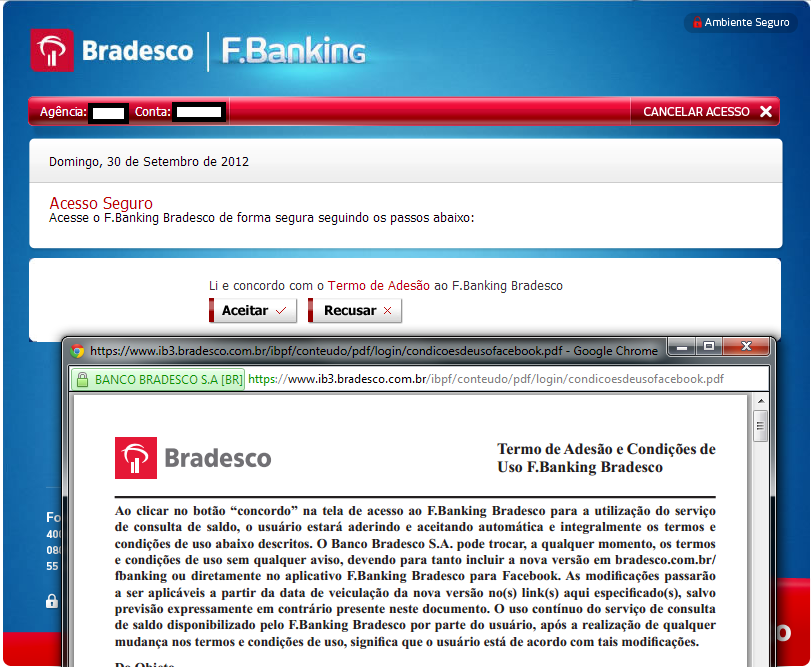 Ambiente Seguro
Bradesco F.Banking
Agência: Conta: CANCELAR ACESSO
Domingo, 30 de Setembro de 2012
Acesso Seguro
Acesse o F.Banking Bradesco de forma segura seguindo os passos abaixo:
Li e concordo com o Termo de Adesão ao F.Banking Bradesco
Aceitar Recusar
https://www.ib3.bradesco.com.br/ibpf/conteudo/pdf/login/condicoesdeusofacebook.pdf - Google Chrome
BANCO BRADESCO S.A [BR] https://www.ib3.bradesco.com.br/ibpf/conteudo/pdf/login/condicoesdeusofacebook.pdf
Bradesco
Termo de Adesão e Condições de
Uso F.Banking Bradesco
Ao clicar no botão “concordo” na tela de acesso ao F.Banking Bradesco para a utilização do serviço
de consulta de saldo, o usuário estará aderindo e aceitando automática e integralmente os termos e
condições de uso abaixo descritos. O Banco Bradesco S.A. pode trocar, a qualquer momento, os termos
e condições de uso sem qualquer aviso, devendo para tanto incluir a nova versão em bradesco.com.br/
fbanking ou diretamente no aplicativo F.Banking Bradesco para Facebook. As modificações passarão
a ser aplicáveis a partir da data de veiculação da nova versão no(s) link(s) aqui especificado(s), salvo
previsão expressamente em contrário presente neste documento. O uso contínuo do serviço de consulta
de saldo disponibilizado pelo F.Banking Bradesco por parte do usuário, após a realização de qualquer
mudança nos termos e condições de uso, significa que o usuário está de acordo com tais modificações.
Do Objeto
Fo
400
080
55
o